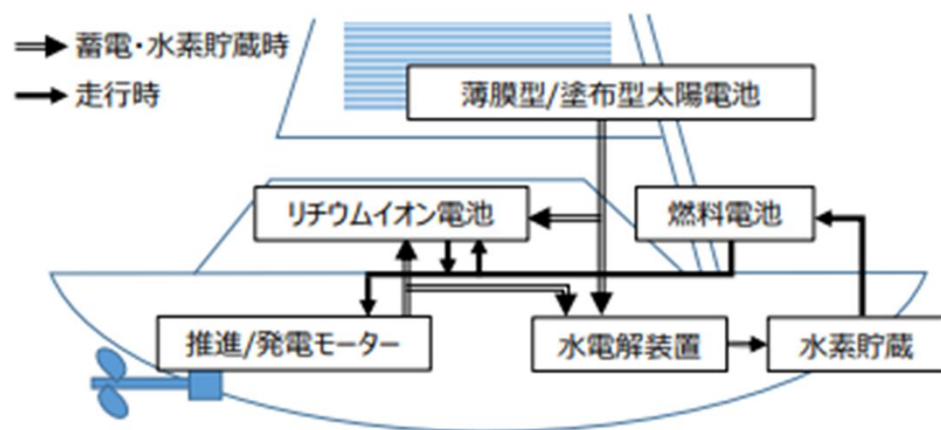 蓄電・水素貯蔵時
走行時
薄膜型/塗布型太陽電池
リチウムイオン電池
燃料電池
推進/発電モーター
水電解装置
水素貯蔵